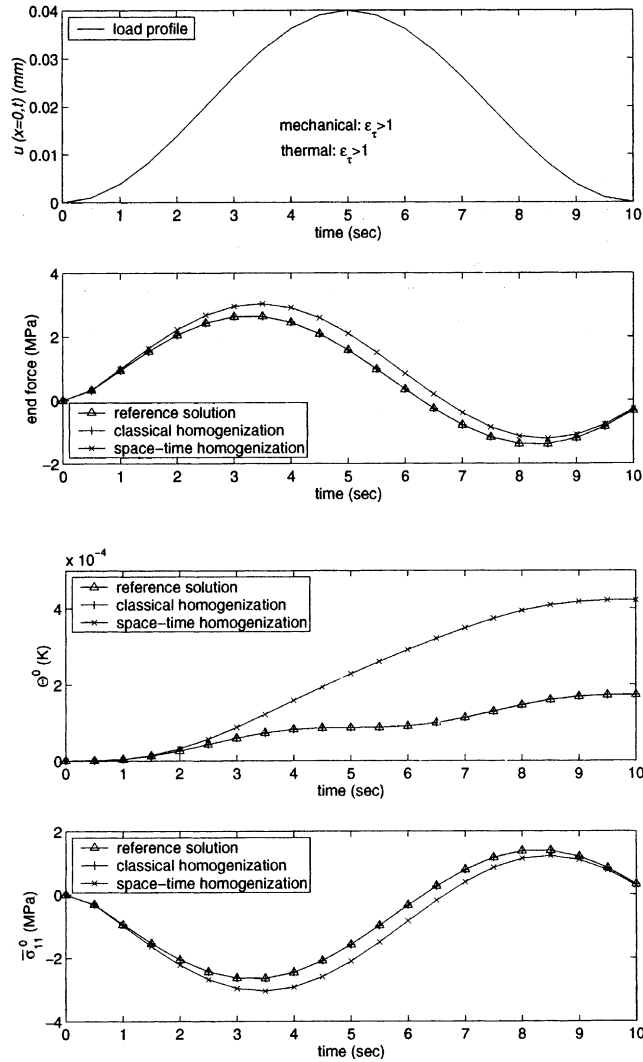 load profile
u (x=0,t) (mm)
0.04
0.03
0.02
0.01
0
mechanical: ε_τ>1
thermal: ε_τ>1
0 1 2 3 4 5 6 7 8 9 10
time (sec)
end force (MPa)
4
2
0
−2
reference solution
classical homogenization
space−time homogenization
0 1 2 3 4 5 6 7 8 9 10
time (sec)
x 10⁻⁴
Θ⁰ (K)
4
2
0
reference solution
classical homogenization
space−time homogenization
0 1 2 3 4 5 6 7 8 9 10
time (sec)
σ̅₁₁⁰ (MPa)
2
0
−2
−4
reference solution
classical homogenization
space−time homogenization
0 1 2 3 4 5 6 7 8 9 10
time (sec)